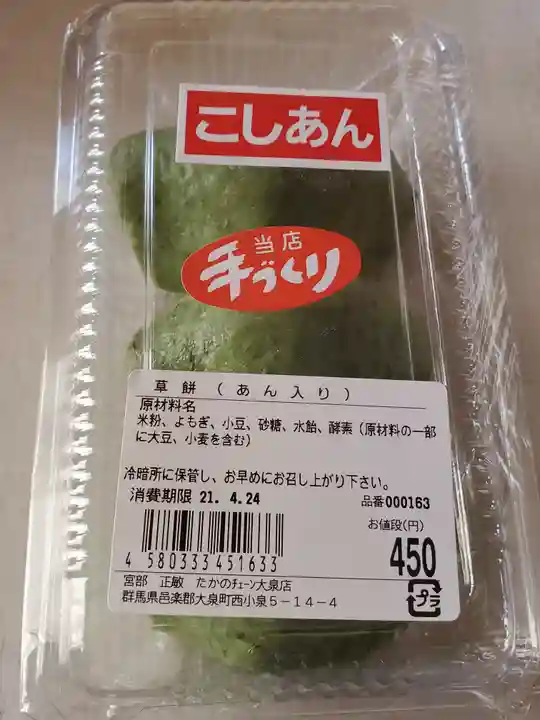 こしあん
当店
手づくり
草餅(あん入り)
原材料名
米粉、よもぎ、小豆、砂糖、水飴、酵素(原材料の一部
に大豆、小麦を含む)
冷暗所に保管し、お早めにお召し上がり下さい。
消費期限 21. 4.24
品番000163
お値段(円)
450
4 580333 451633
プラ
宮部 正敏 たかのチェーン大泉店
群馬県邑楽郡大泉町西小泉5-14-4